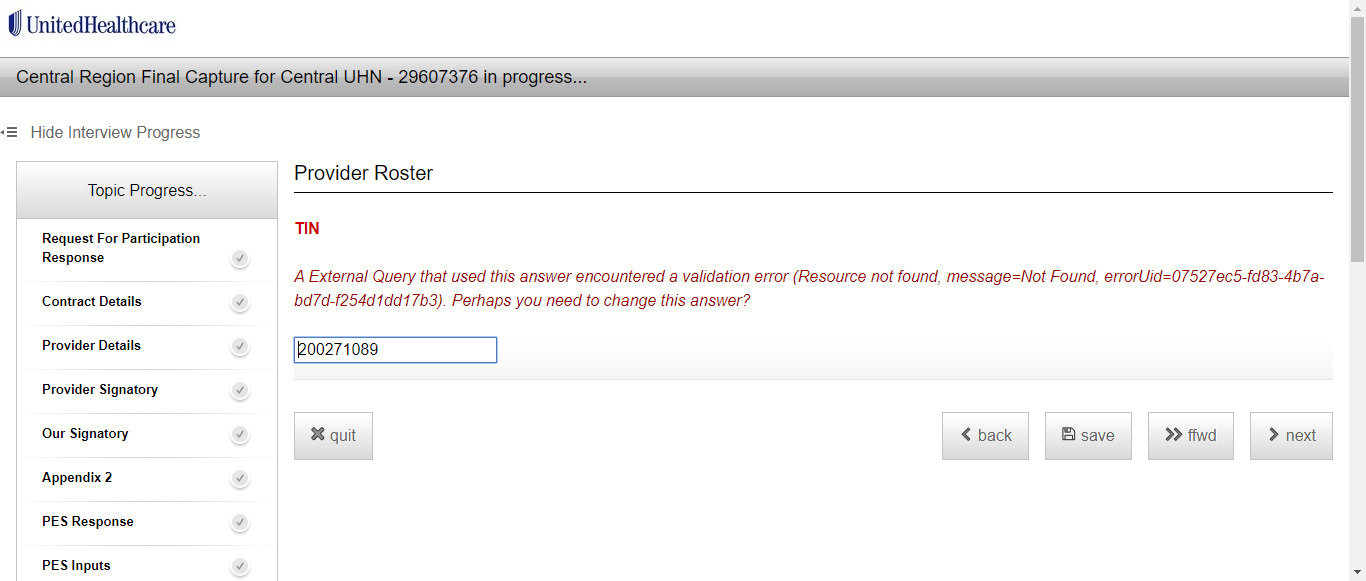 UnitedHealthcare
Central Region Final Capture for Central UHN - 29607376 in progress...
Hide Interview Progress
Topic Progress...
Request For Participation
Response
Contract Details
Provider Details
Provider Signatory
Our Signatory
Appendix 2
PES Response
PES Inputs
Provider Roster
TIN
A External Query that used this answer encountered a validation error (Resource not found, message=Not Found, errorUid=07527ec5-fd83-4b7a-
bd7d-f254d1dd17b3). Perhaps you need to change this answer?
200271089
quit
back
save
ffwd
next